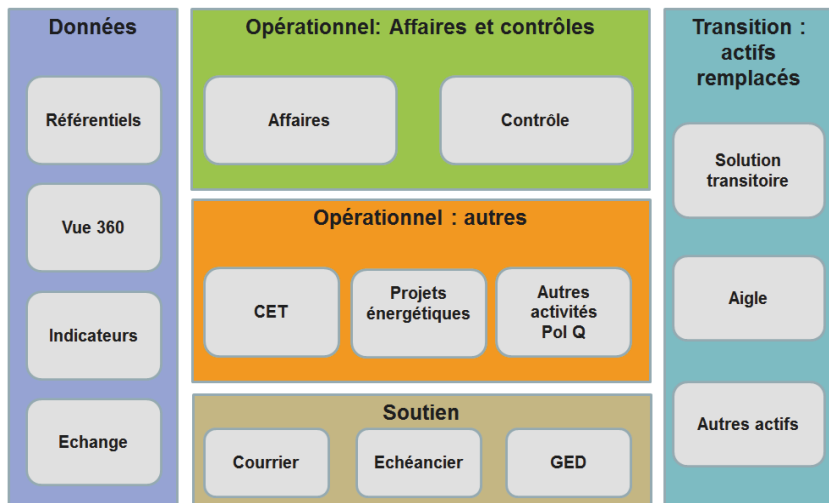 Données
Référentiels
Vue 360
Indicateurs
Echange
Opérationnel: Affaires et contrôles
Affaires
Contrôle
Opérationnel : autres
CET
Projets
énergétiques
Autres
activités
Pol Q
Soutien
Courrier
Echéancier
GED
Transition :
actifs
remplacés
Solution
transitoire
Aigle
Autres actifs